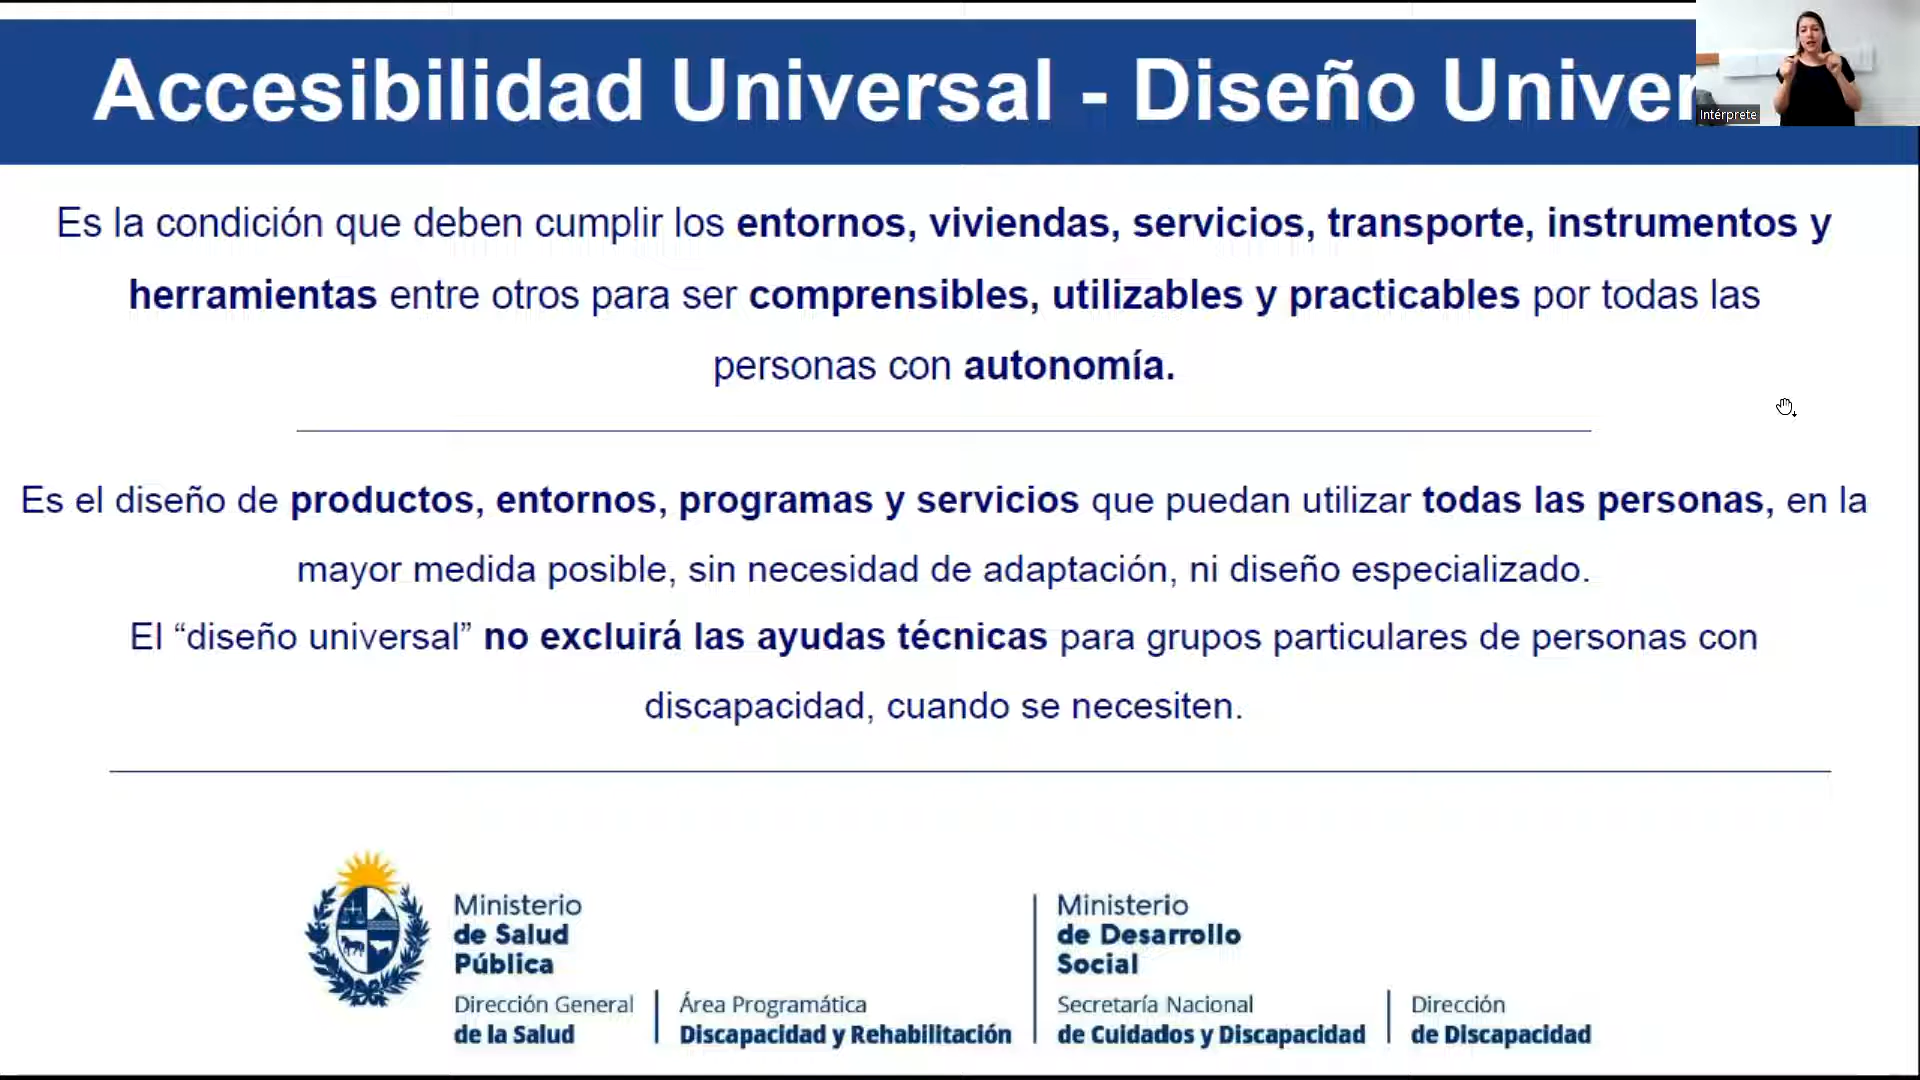 Accesibilidad Universal - Diseño Univer
Intérprete
Es la condición que deben cumplir los entornos, viviendas, servicios, transporte, instrumentos y
herramientas entre otros para ser comprensibles, utilizables y practicables por todas las
personas con autonomía.
Es el diseño de productos, entornos, programas y servicios que puedan utilizar todas las personas, en la
mayor medida posible, sin necesidad de adaptación, ni diseño especializado.
El “diseño universal” no excluirá las ayudas técnicas para grupos particulares de personas con
discapacidad, cuando se necesiten.
Ministerio
de Salud
Pública
Dirección General
de la Salud
Área Programática
Discapacidad y Rehabilitación
Ministerio
de Desarrollo
Social
Secretaría Nacional
de Cuidados y Discapacidad
Dirección
de Discapacidad